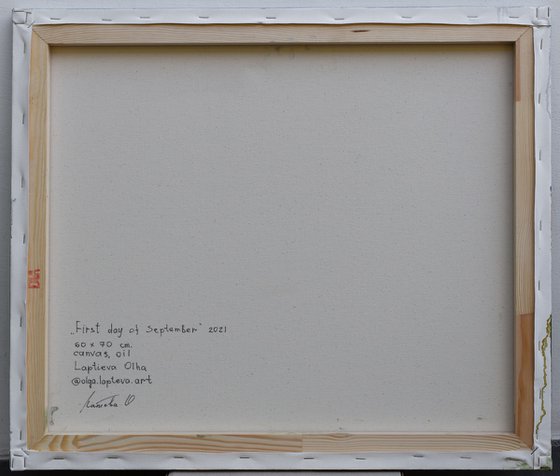 „First day of September" 2021
60 x 70 cm.
canvas, oil
Laptieva Olha
@olga.lapteva.art